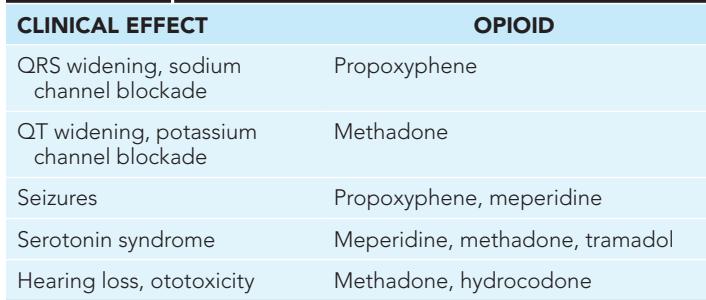 CLINICAL EFFECT OPIOID
QRS widening, sodium Propoxyphene
channel blockade
QT widening, potassium Methadone
channel blockade
Seizures Propoxyphene, meperidine
Serotonin syndrome Meperidine, methadone, tramadol
Hearing loss, ototoxicity Methadone, hydrocodone